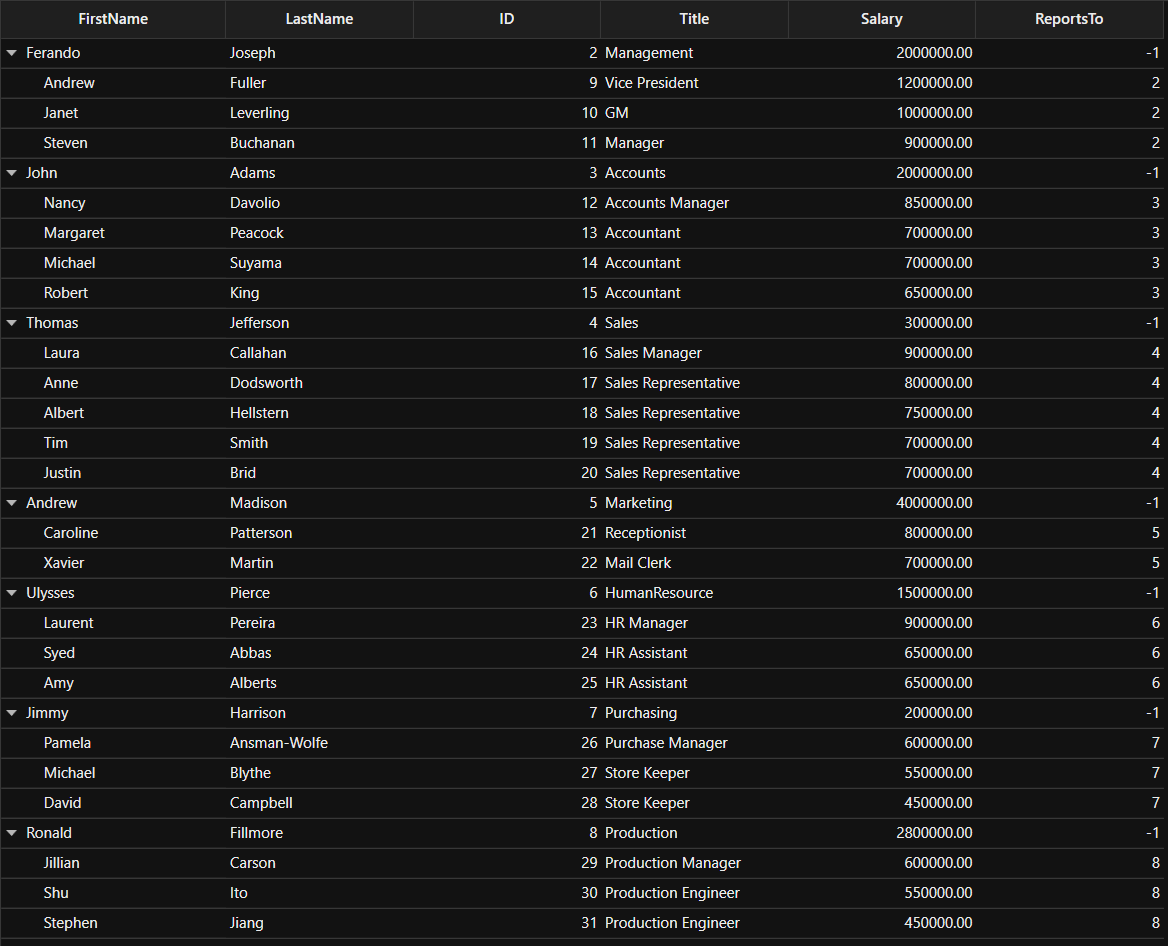 FirstName LastName ID Title Salary ReportsTo
Ferando Joseph 2 Management 2000000.00 -1
Andrew Fuller 9 Vice President 1200000.00 2
Janet Leverling 10 GM 1000000.00 2
Steven Buchanan 11 Manager 900000.00 2
John Adams 3 Accounts 2000000.00 -1
Nancy Davolio 12 Accounts Manager 850000.00 3
Margaret Peacock 13 Accountant 700000.00 3
Michael Suyama 14 Accountant 700000.00 3
Robert King 15 Accountant 650000.00 3
Thomas Jefferson 4 Sales 300000.00 -1
Laura Callahan 16 Sales Manager 900000.00 4
Anne Dodsworth 17 Sales Representative 800000.00 4
Albert Hellstern 18 Sales Representative 750000.00 4
Tim Smith 19 Sales Representative 700000.00 4
Justin Brid 20 Sales Representative 700000.00 4
Andrew Madison 5 Marketing 4000000.00 -1
Caroline Patterson 21 Receptionist 800000.00 5
Xavier Martin 22 Mail Clerk 700000.00 5
Ulysses Pierce 6 HumanResource 1500000.00 -1
Laurent Pereira 23 HR Manager 900000.00 6
Syed Abbas 24 HR Assistant 650000.00 6
Amy Alberts 25 HR Assistant 650000.00 6
Jimmy Harrison 7 Purchasing 200000.00 -1
Pamela Ansman-Wolfe 26 Purchase Manager 600000.00 7
Michael Blythe 27 Store Keeper 550000.00 7
David Campbell 28 Store Keeper 450000.00 7
Ronald Fillmore 8 Production 2800000.00 -1
Jillian Carson 29 Production Manager 600000.00 8
Shu Ito 30 Production Engineer 550000.00 8
Stephen Jiang 31 Production Engineer 450000.00 8